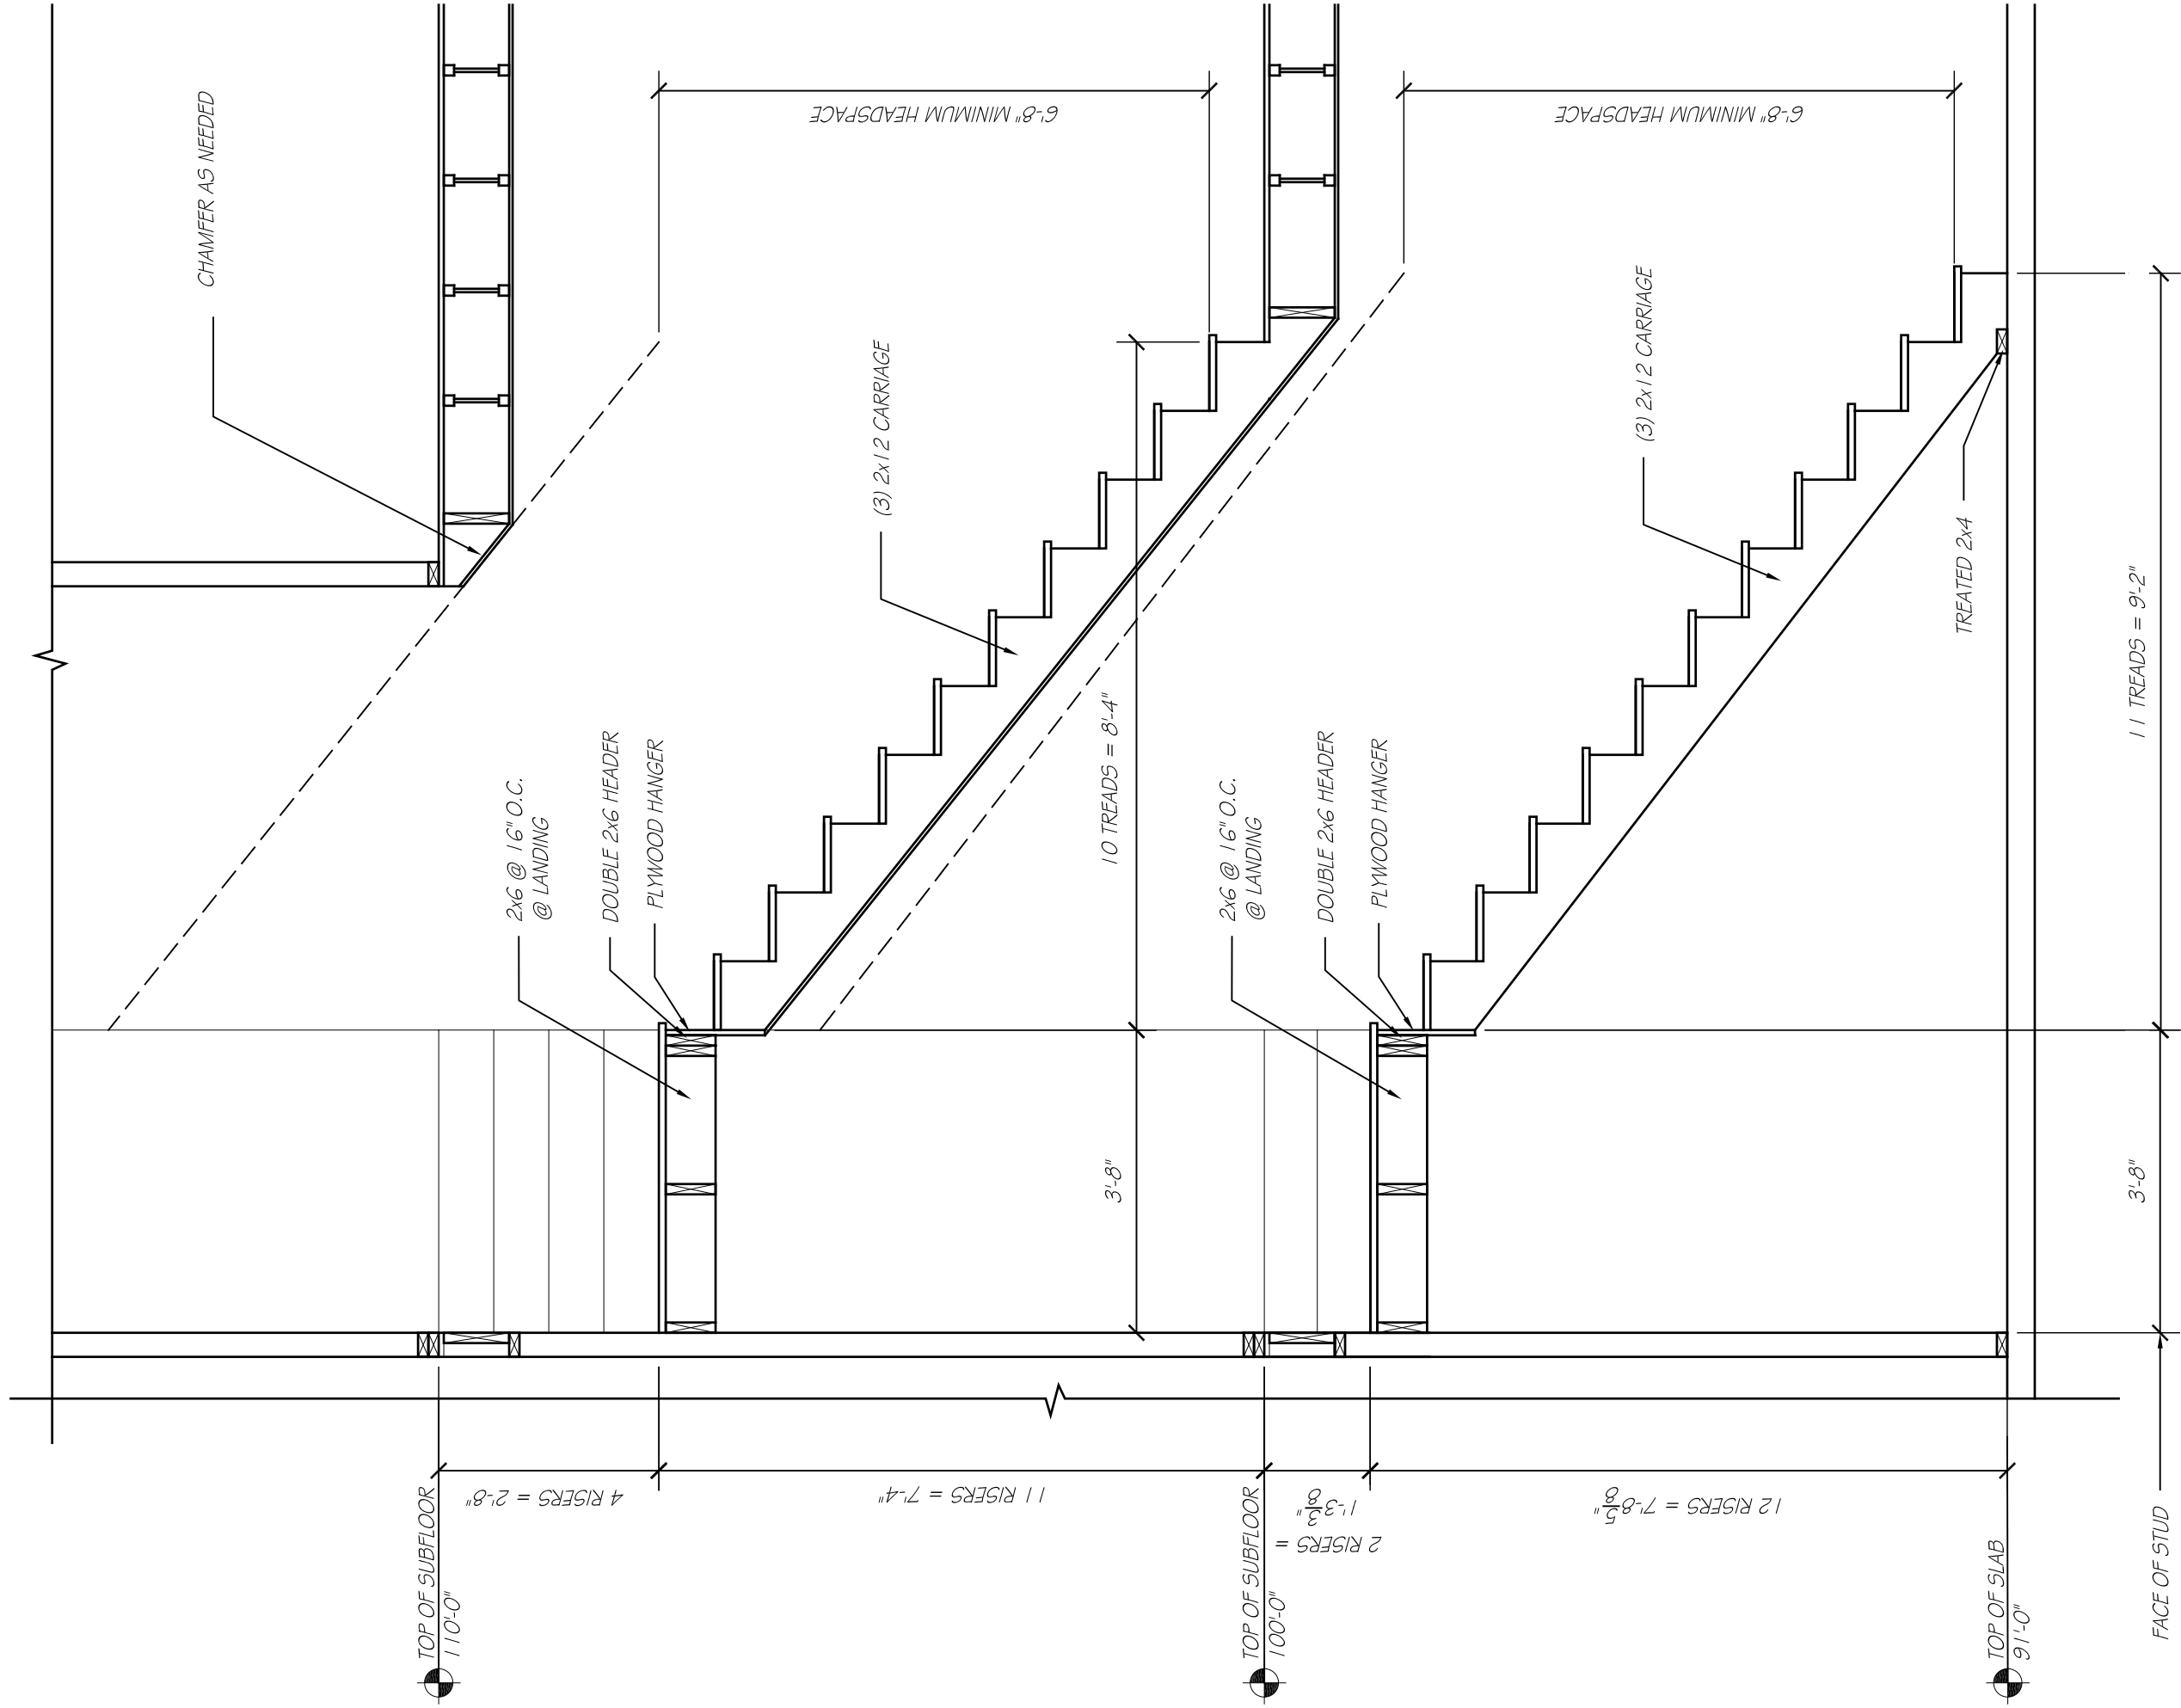 CHAMFER AS NEEDED
6'-8" MINIMUM HEADSPACE
6'-8" MINIMUM HEADSPACE
(3) 2x12 CARRIAGE
(3) 2x12 CARRIAGE
TREATED 2x4
2x6 @ 16" O.C.
@ LANDING
DOUBLE 2x6 HEADER
PLYWOOD HANGER
10 TREADS = 8'-4"
2x6 @ 16" O.C.
@ LANDING
DOUBLE 2x6 HEADER
PLYWOOD HANGER
11 TREADS = 9'-2"
3'-8"
3'-8"
4 RISERS = 2'-8"
11 RISERS = 7'-4"
2 RISERS =
1'-3 3/8"
12 RISERS = 7'-8 5/8"
TOP OF SUBFLOOR
110'-0"
TOP OF SUBFLOOR
100'-0"
TOP OF SLAB
91'-0"
FACE OF STUD